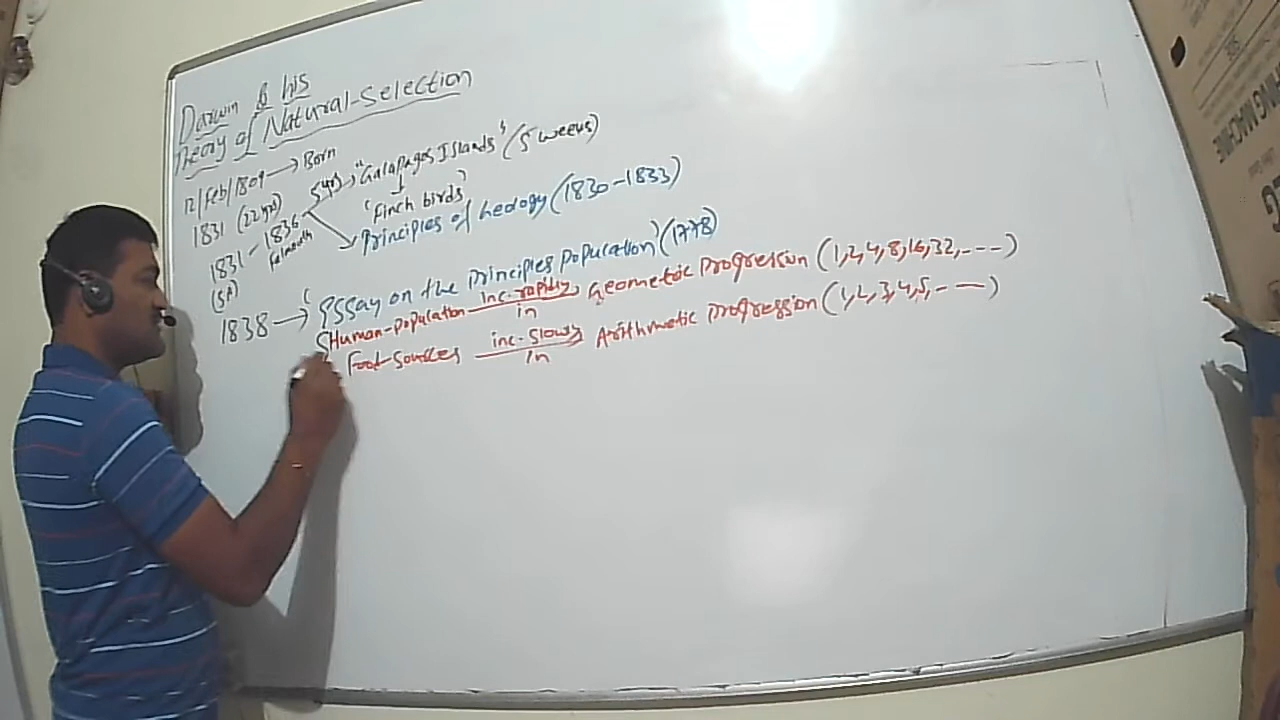 Darwin & his
Theory of Natural-Selection
12/Feb/1809 → Born
1831 (22yrs)
1831 - 1836 5yrs → "Galapagos Islands" (5 weeks)
Falmouth
'Finch birds'
Principles of Geology (1830-1833)
(SA)
1838 → 'Essay on the Principles Population' (1778)
Human-population inc. rapidly in Geometric Progression (1,2,4,8,16,32,---)
Food-Sources inc. slowly in Arithmetic Progression (1,2,3,4,5,---)
SDE
MACHINE